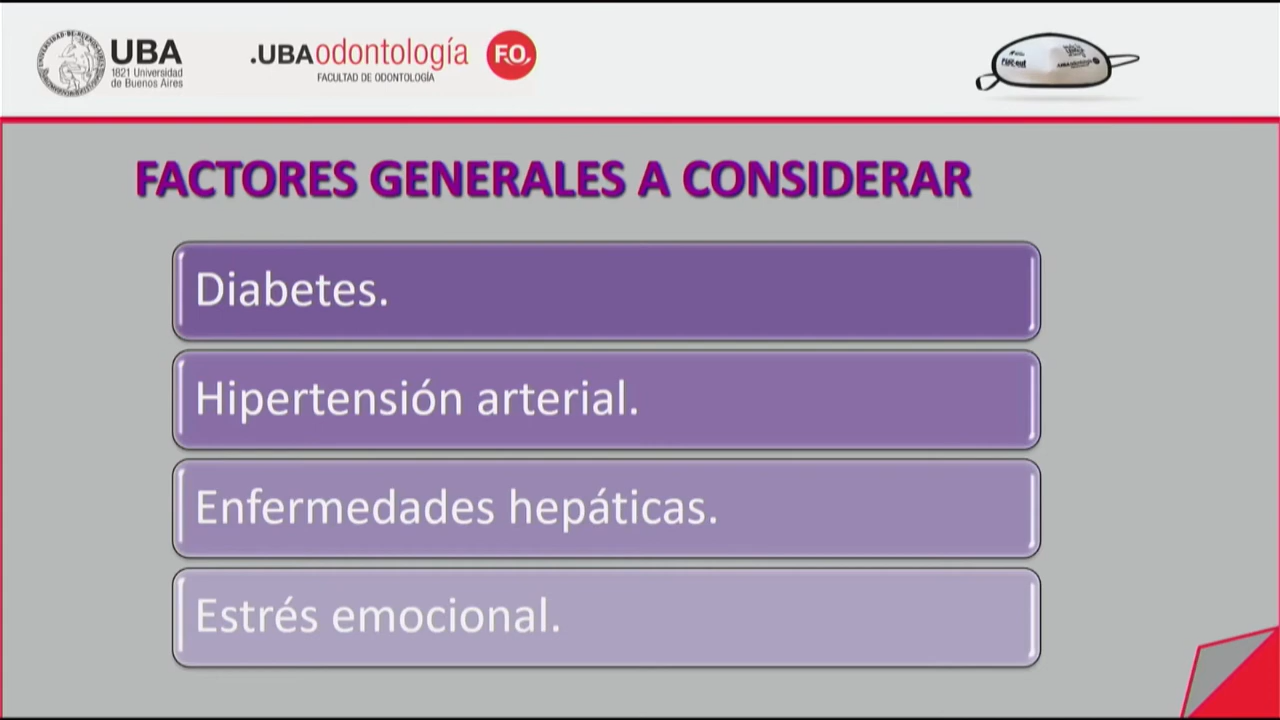 UBA
1821 Universidad
de Buenos Aires
.UBAodontología
FACULTAD DE ODONTOLOGÍA
F.O.
FACTORES GENERALES A CONSIDERAR
Diabetes.
Hipertensión arterial.
Enfermedades hepáticas.
Estrés emocional.